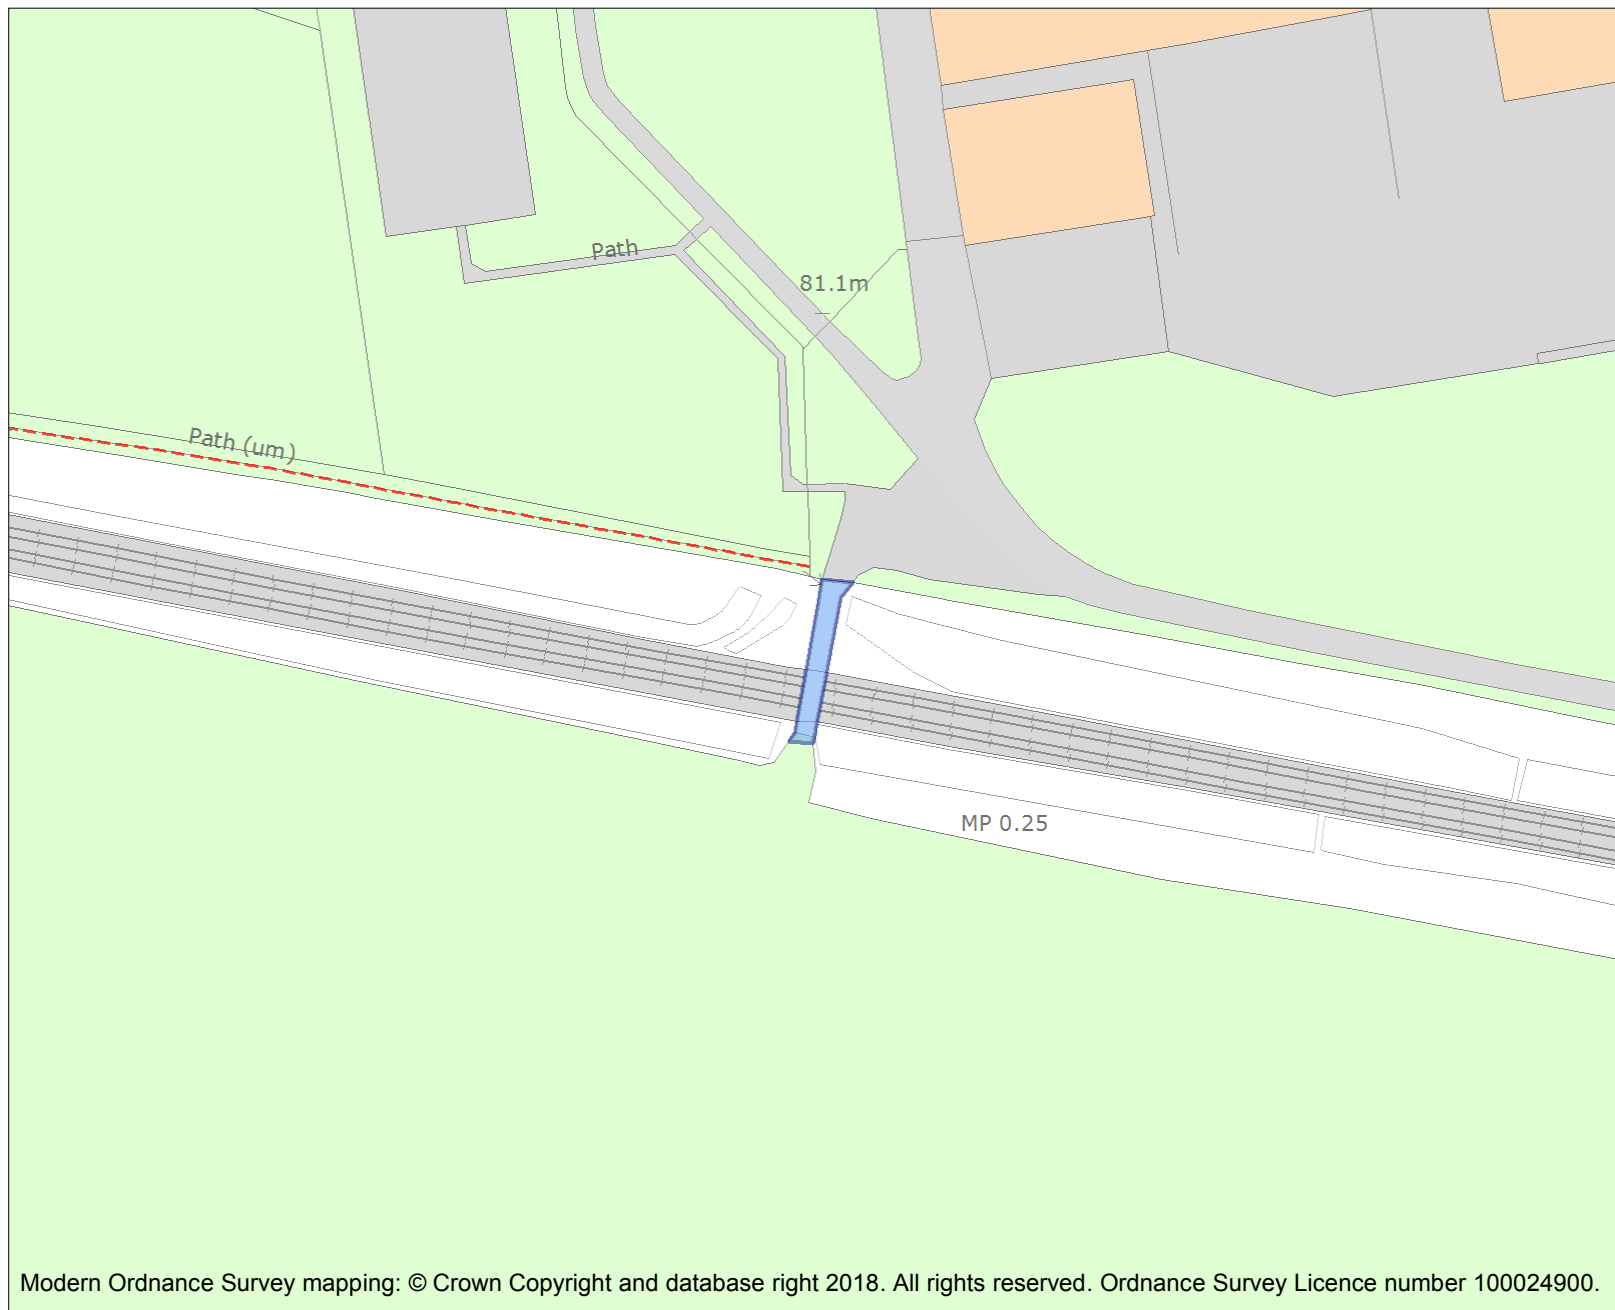 Path
81.1m
Path (um)
MP 0.25
Modern Ordnance Survey mapping: © Crown Copyright and database right 2018. All rights reserved. Ordnance Survey Licence number 100024900.